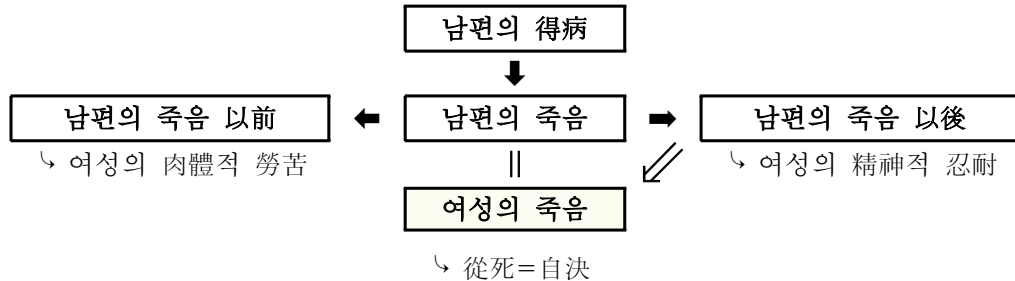 남편의 得病
남편의 죽음 以前
남편의 죽음
남편의 죽음 以後
여성의 肉體적 勞苦
여성의 精神적 忍耐
여성의 죽음
從死=自決